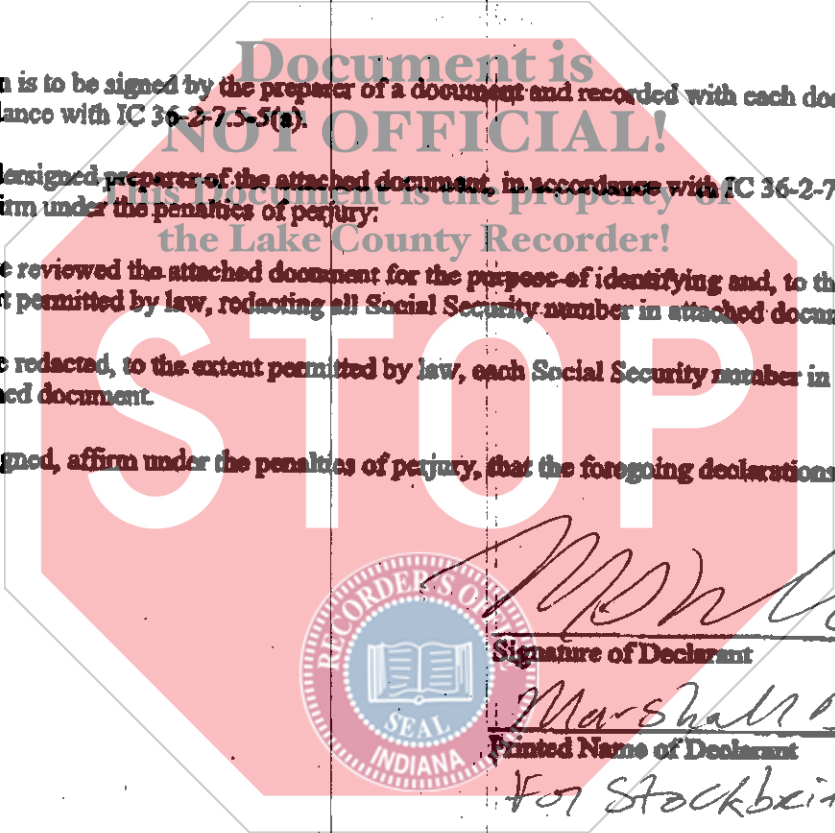 Document is
n is to be signed by the preparer of a document and recorded with each doc
lance with IC 36-2-7.5-5(a).
NOT OFFICIAL!
dersigned preparer of the attached document, in accordance with IC 36-2-7
This Document is the property of
irm under the penalties of perjury:
the Lake County Recorder!
e reviewed the attached document for the purpose of identifying and, to th
t permitted by law, redacting all Social Security number in attached docum
STOP
e redacted, to the extent permitted by law, each Social Security number in
ed document.
gned, affirm under the penalties of perjury, that the foregoing declarations
RECORDER'S OF
SEAL
INDIANA
Signature of Declarant
Marshall
Printed Name of Declarant
For Stockbri